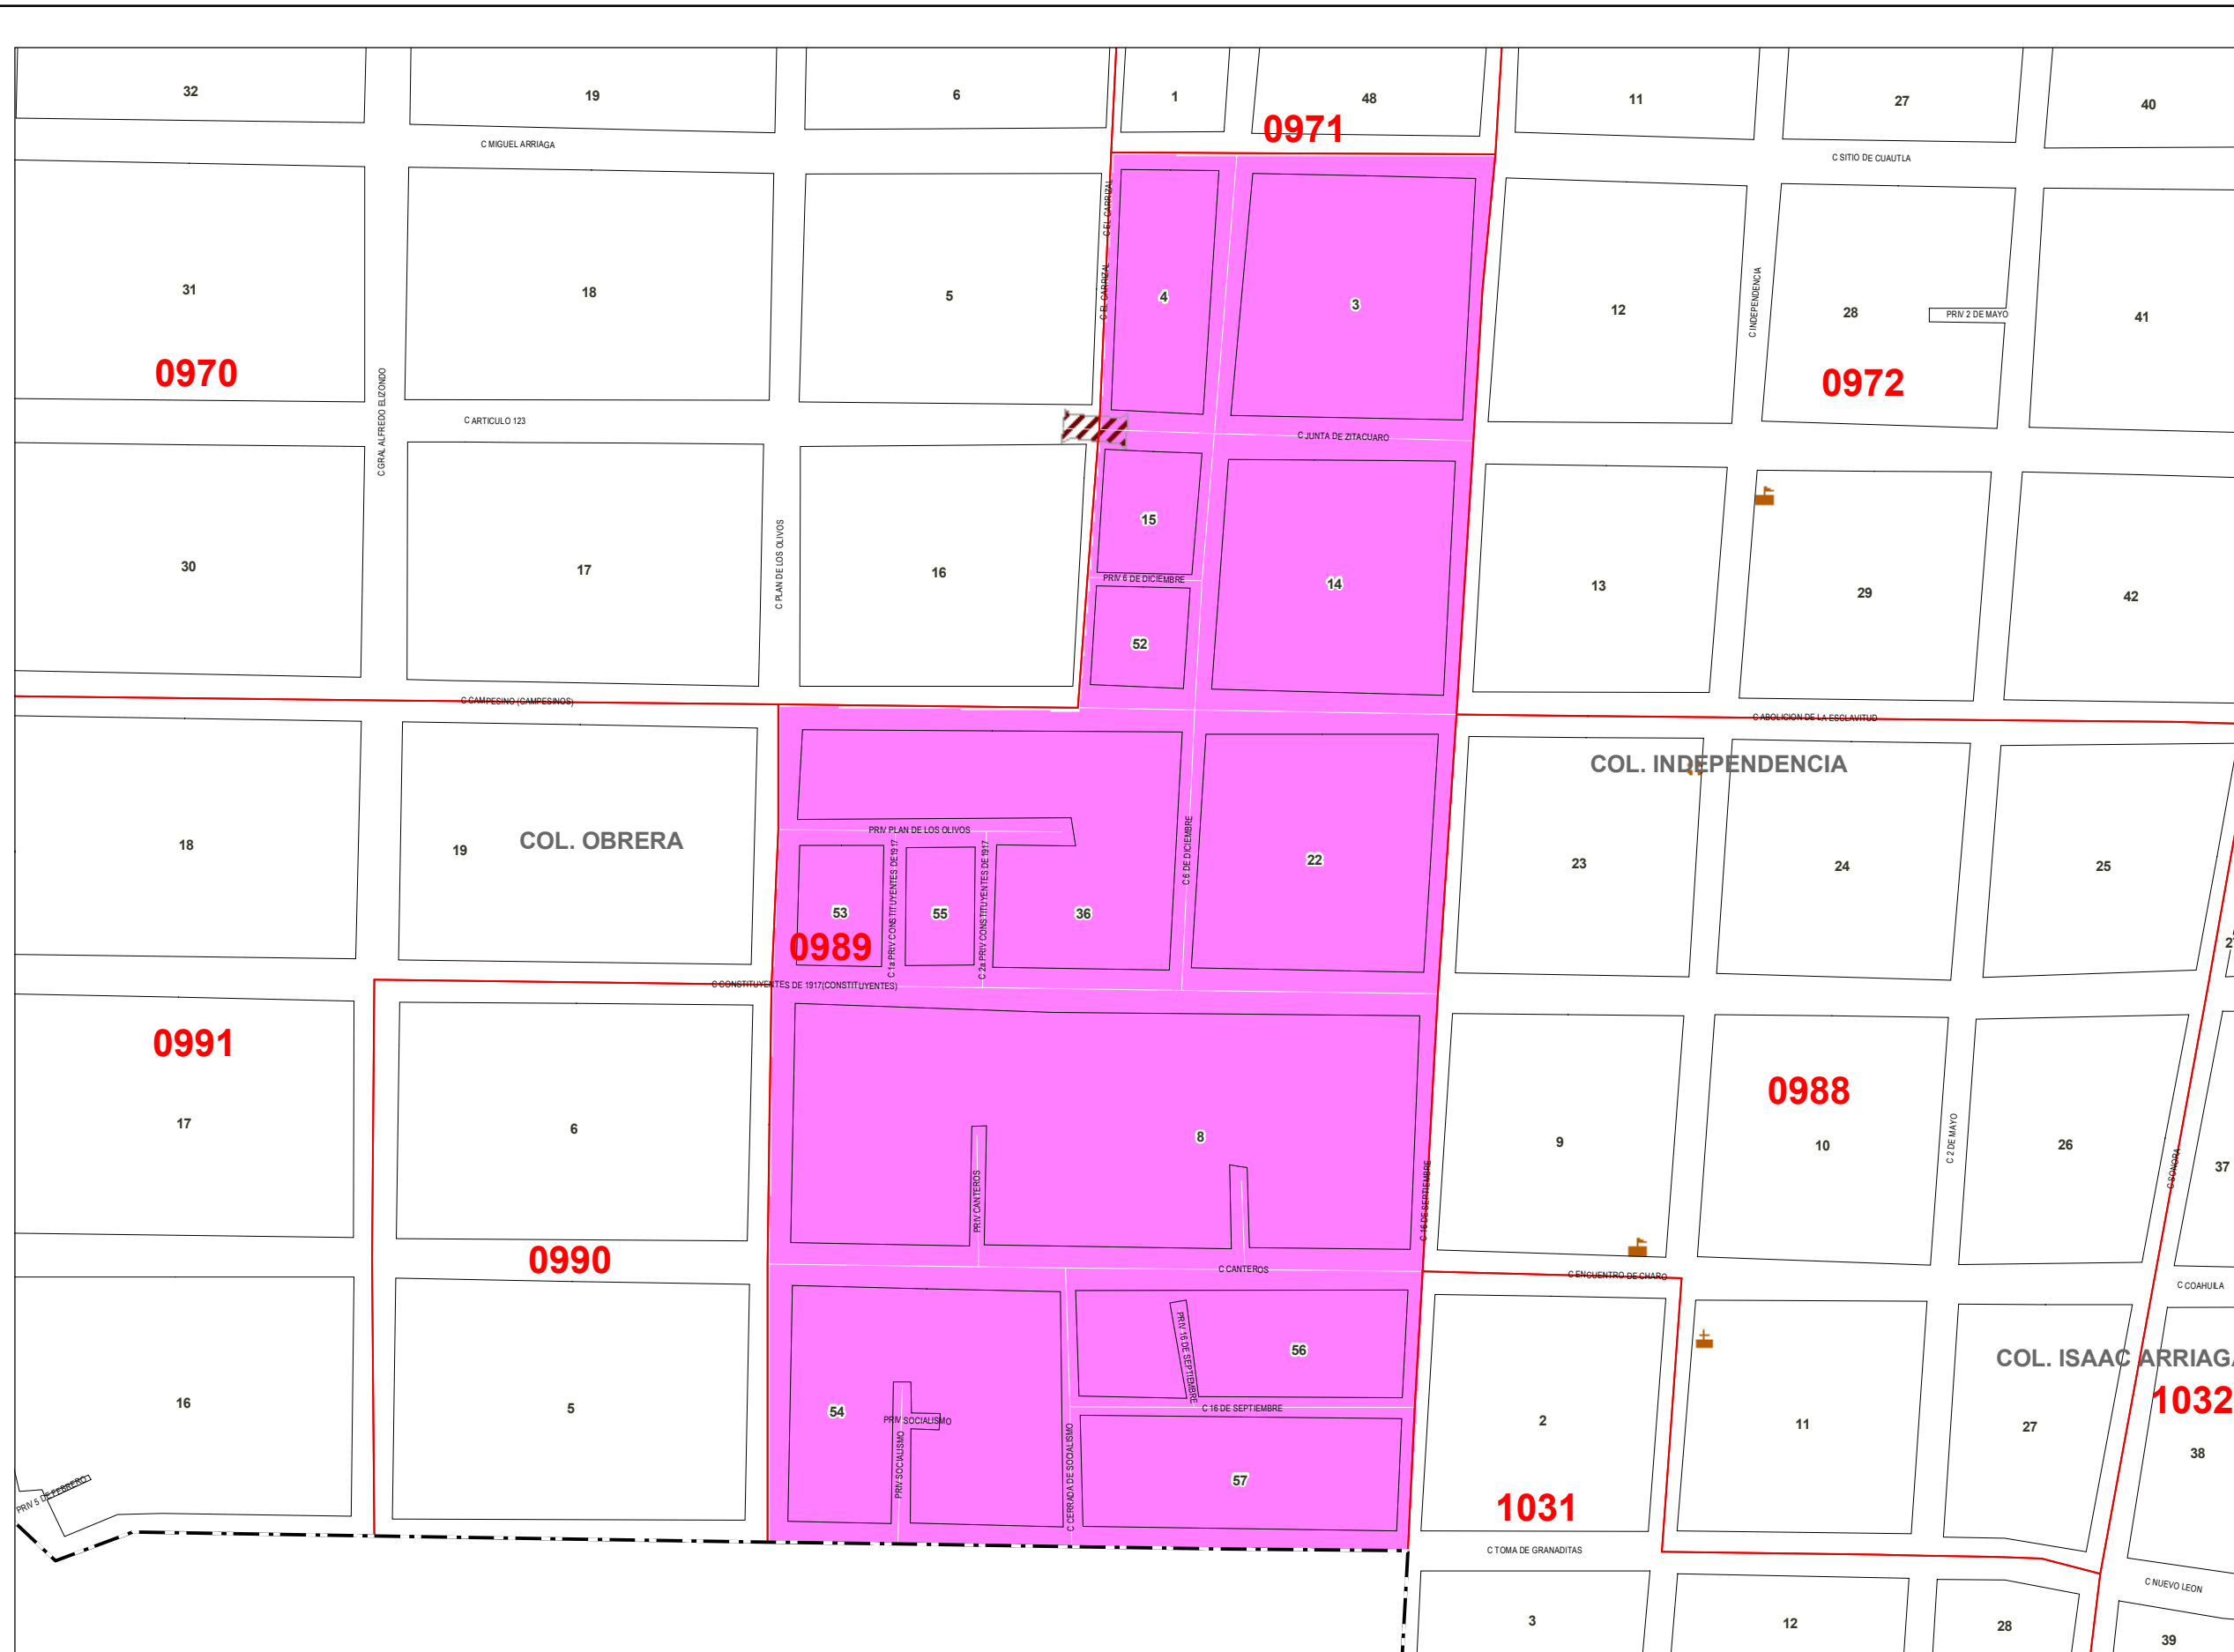 32
19
6
1
48
11
27
40
0971
C MIGUEL ARRIAGA
C SITIO DE CUAUTLA
C EL CARRIZAL
C EL CARRIZAL
31
18
5
4
3
12
C INDEPENDENCIA
28
PRIV 2 DE MAYO
41
0970
0972
C GRAL ALFREDO ELIZONDO
C ARTICULO 123
C JUNTA DE ZITACUARO
30
17
C PLAN DE LOS OLIVOS
16
15
PRIV 6 DE DICIEMBRE
14
13
29
42
52
C CAMPESINO (CAMPESINOS)
C ABOLICION DE LA ESCLAVITUD
COL. INDEPENDENCIA
18
19
COL. OBRERA
PRIV PLAN DE LOS OLIVOS
C 6 DE DICIEMBRE
22
23
24
25
53
C 1a PRIV CONSTITUYENTES DE 1917
55
C 2a PRIV CONSTITUYENTES DE 1917
36
0989
C CONSTITUYENTES DE 1917(CONSTITUYENTES)
0991
0988
17
6
8
9
10
C 2 DE MAYO
26
C SONORA
37
PRIV CANTEROS
C 16 DE SEPTIEMBRE
0990
C CANTEROS
C ENCUENTRO DE CHARO
C COAHUILA
PRIV 16 DE SEPTIEMBRE
56
COL. ISAAC ARRIAGA
1032
16
5
54
PRIV SOCIALISMO
PRIV SOCIALISMO
C 16 DE SEPTIEMBRE
C CERRADA DE SOCIALISMO
2
11
27
38
57
PRIV 5 DE FEBRERO
1031
C TOMA DE GRANADITAS
C NUEVO LEON
3
12
28
39